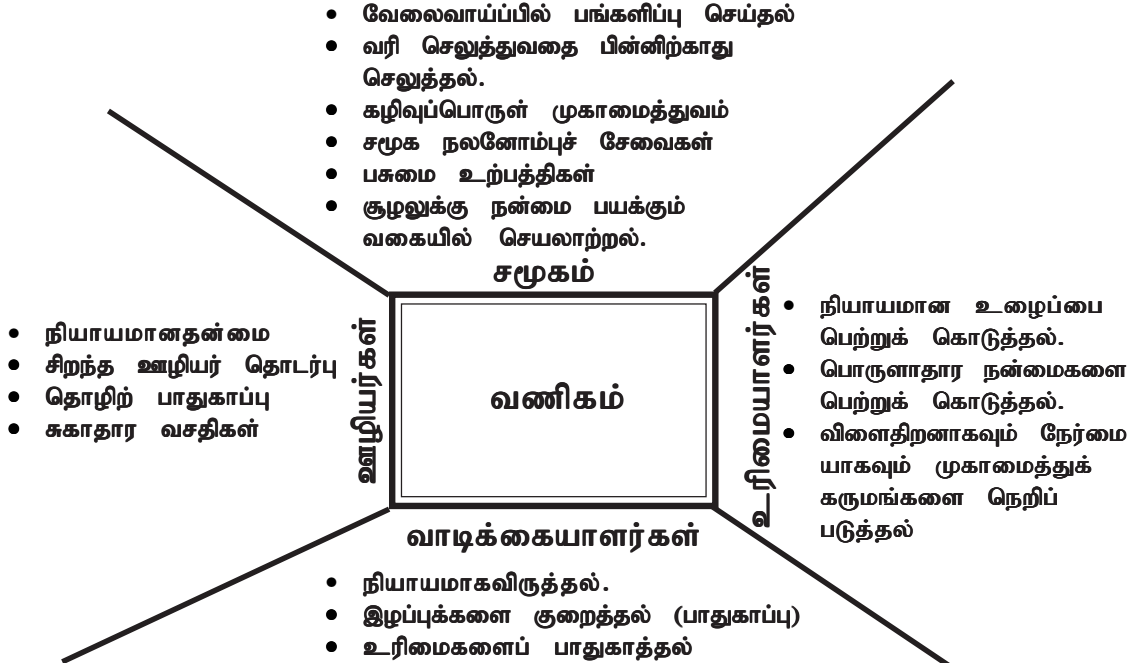 • வேலைவாய்ப்பில் பங்களிப்பு செய்தல்
• வரி செலுத்துவதை பின்னிற்காது
செலுத்தல்.
• கழிவுப்பொருள் முகாமைத்துவம்
• சமூக நலனோம்புச் சேவைகள்
• பசுமை உற்பத்திகள்
• சூழலுக்கு நன்மை பயக்கும்
வகையில் செயலாற்றல்.
சமூகம்
• நியாயமானதன்மை
• சிறந்த ஊழியர் தொடர்பு
• தொழிற் பாதுகாப்பு
• சுகாதார வசதிகள்
ஊழியர்கள்
வணிகம்
உரிமையாளர்கள்
• நியாயமான உழைப்பை
பெற்றுக் கொடுத்தல்.
• பொருளாதார நன்மைகளை
பெற்றுக் கொடுத்தல்.
• விளைதிறனாகவும் நேர்மை
யாகவும் முகாமைத்துக்
கருமங்களை நெறிப்
படுத்தல்
வாடிக்கையாளர்கள்
• நியாயமாகவிருத்தல்.
• இழப்புக்களை குறைத்தல் (பாதுகாப்பு)
• உரிமைகளைப் பாதுகாத்தல்